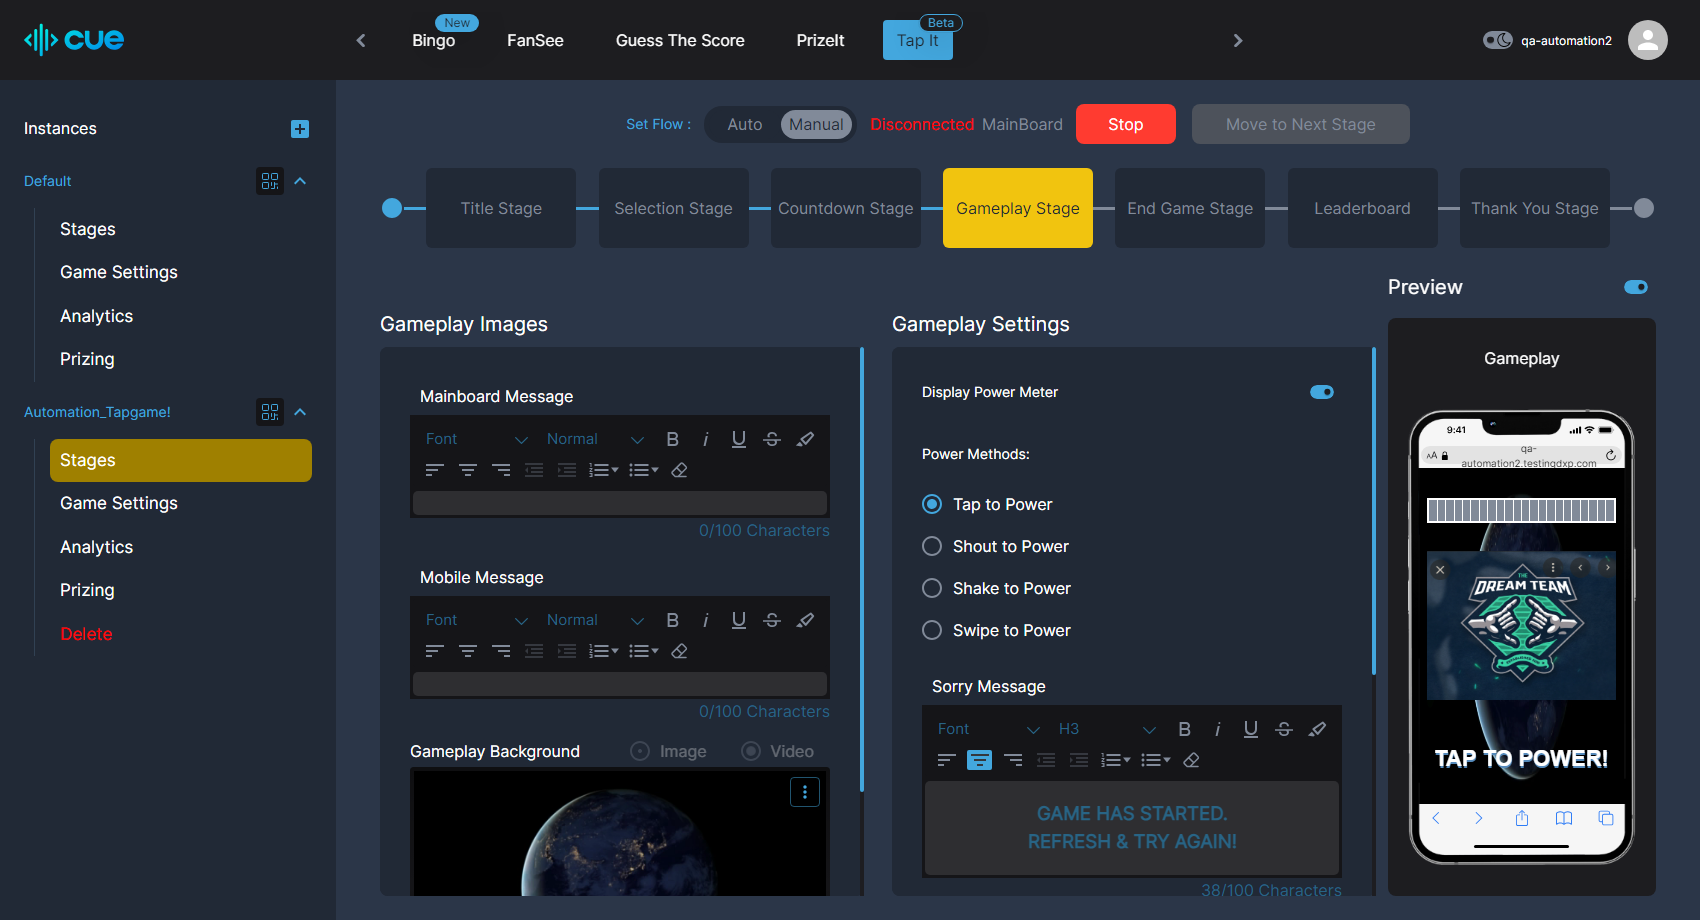 cue
New
Bingo
FanSee
Guess The Score
PrizeIt
Beta
Tap It
qa-automation2
Instances
Default
Stages
Game Settings
Analytics
Prizing
Automation_Tapgame!
Stages
Game Settings
Analytics
Prizing
Delete
Set Flow :
Auto
Manual
Disconnected MainBoard
Stop
Move to Next Stage
Title Stage
Selection Stage
Countdown Stage
Gameplay Stage
End Game Stage
Leaderboard
Thank You Stage
Gameplay Images
Mainboard Message
Font
Normal
B i U S
0/100 Characters
Mobile Message
Font
Normal
B i U S
0/100 Characters
Gameplay Background
Image
Video
Gameplay Settings
Display Power Meter
Power Methods:
Tap to Power
Shout to Power
Shake to Power
Swipe to Power
Sorry Message
Font
H3
B i U S
GAME HAS STARTED.
REFRESH & TRY AGAIN!
38/100 Characters
Preview
Gameplay
9:41
AA
qa-
automation2.testingdxp.com
THE
DREAM TEAM
TAP TO POWER!